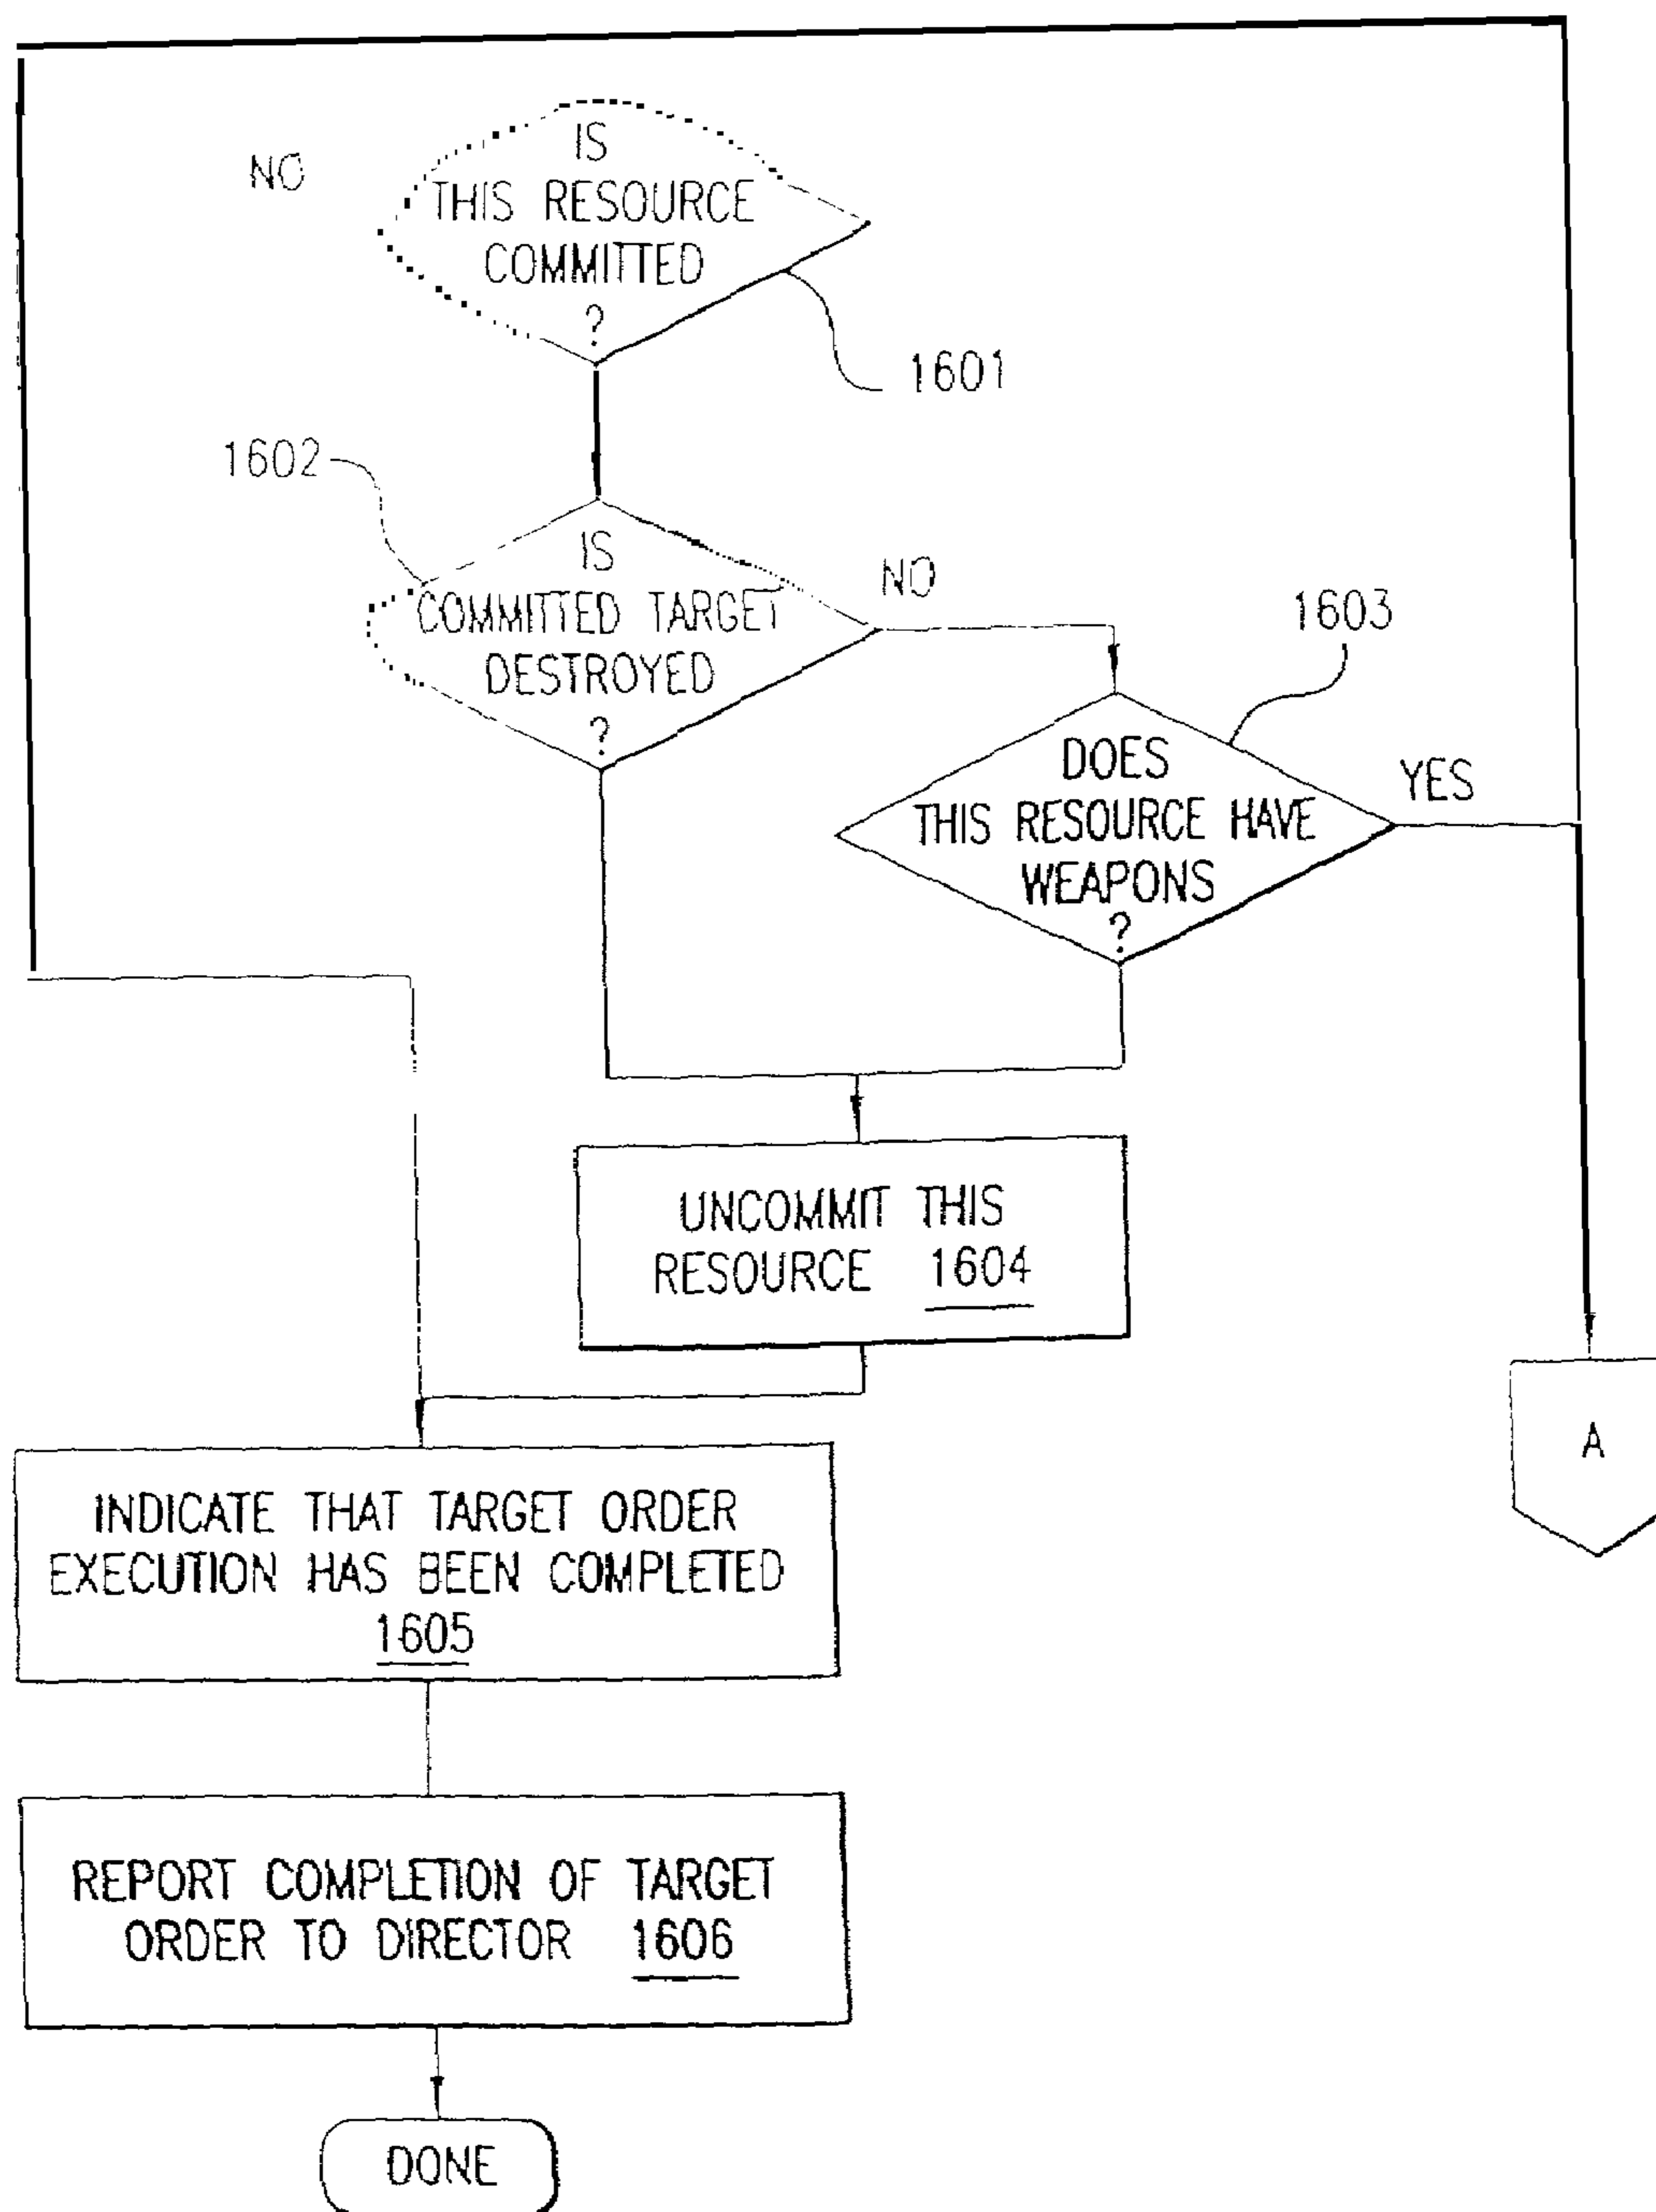 NO
IS
THIS RESOURCE
COMMITTED
?
1601
1602
IS
COMMITTED TARGET
DESTROYED
?
NO
1603
DOES
THIS RESOURCE HAVE
WEAPONS
?
YES
UNCOMMIT THIS
RESOURCE 1604
A
INDICATE THAT TARGET ORDER
EXECUTION HAS BEEN COMPLETED
1605
REPORT COMPLETION OF TARGET
ORDER TO DIRECTOR 1606
DONE